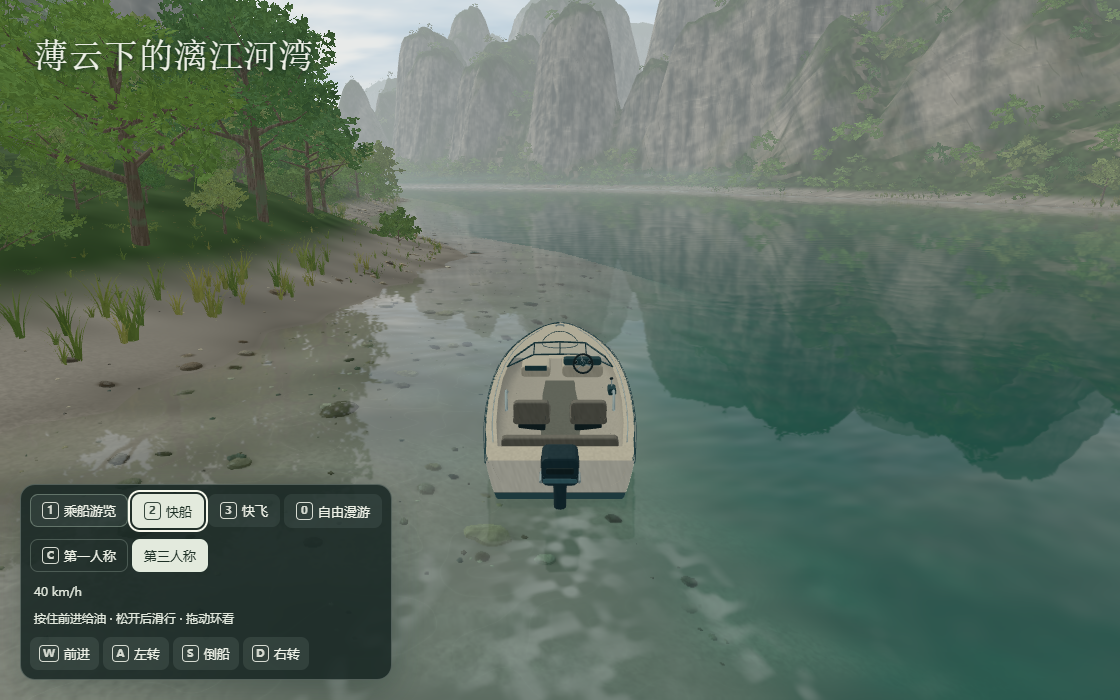 薄云下的漓江河湾
1 乘船游览 2 快船 3 快飞 0 自由漫游
C 第一人称 第三人称
40 km/h
按住前进给油 · 松开后滑行 · 拖动环看
W 前进 A 左转 S 倒船 D 右转